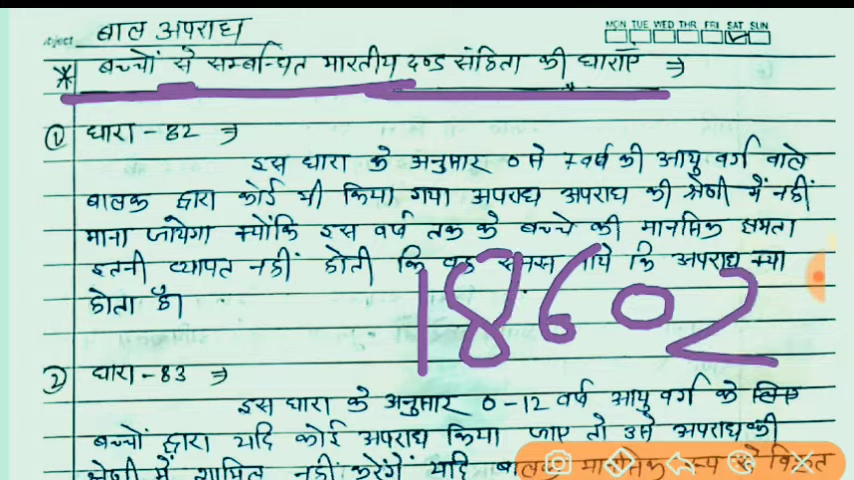 बाल अपराध
MON TUE WED THR FRI SAT SUN
* बच्चों से सम्बन्धित भारतीय दण्ड संहिता की धाराएँ ⇒
① धारा - 82 ⇒
इस धारा के अनुसार 0 से 7 वर्ष की आयु वर्ग वाले
बालक द्वारा कोई भी किया गया अपराध अपराध की श्रेणी में नहीं
माना जायेगा क्योंकि इस वर्ष तक के बच्चे की मानसिक क्षमता
इतनी व्यापत नहीं होती कि वह समझ पाये कि अपराध क्या
होता है।
18602
② धारा - 83 ⇒
इस धारा के अनुसार 0-12 वर्ष आयु वर्ग के
बच्चों द्वारा यदि कोई अपराध किया जाए तो उसे अपराध की
श्रेणी में शामिल नहीं करेंगें यदि बालक मानसिक रूप से